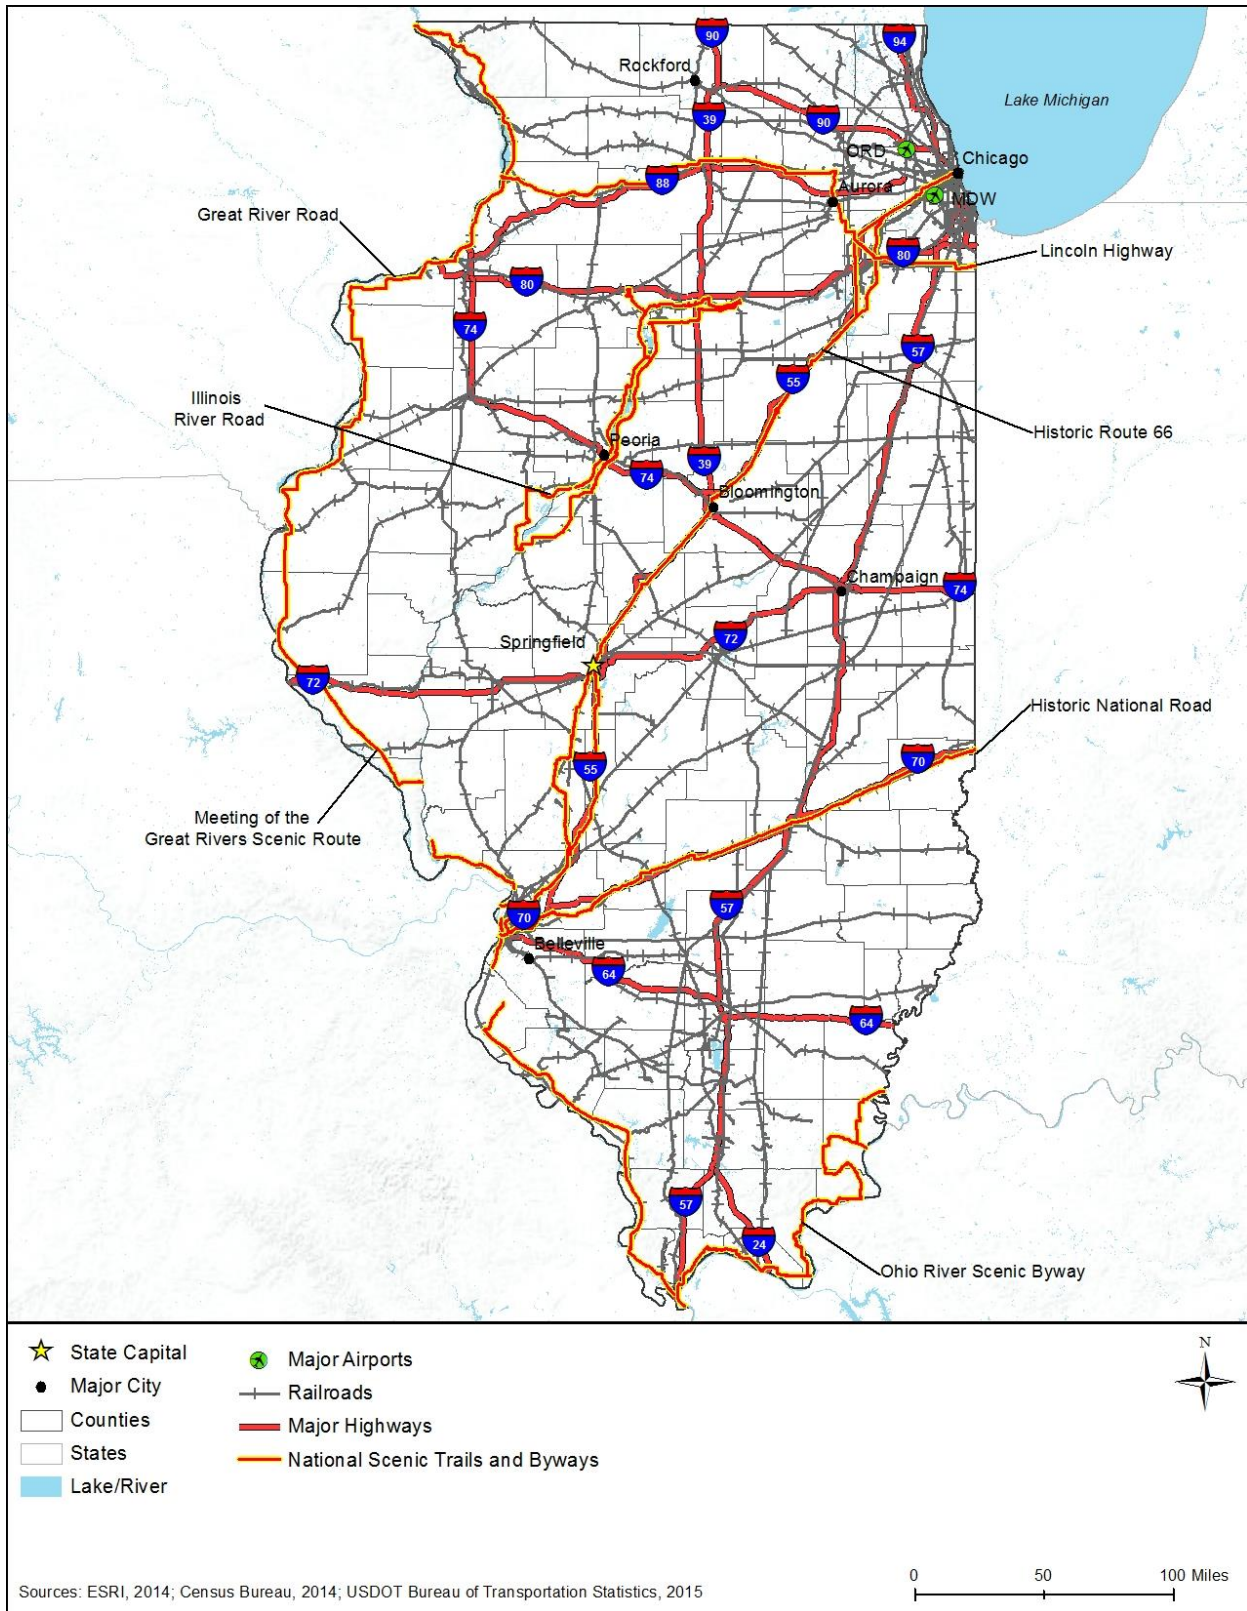 90
94
Rockford
Lake Michigan
39
90
ORD
Chicago
88
Aurora
MDW
Great River Road
80
Lincoln Highway
80
74
57
55
Illinois
River Road
Historic Route 66
Peoria
39
74
Bloomington
Champaign
74
72
Springfield
72
Historic National Road
70
55
Meeting of the
Great Rivers Scenic Route
57
70
Belleville
64
64
57
24
Ohio River Scenic Byway
State Capital
Major City
Counties
States
Lake/River
Major Airports
Railroads
Major Highways
National Scenic Trails and Byways
N
0 50 100 Miles
Sources: ESRI, 2014; Census Bureau, 2014; USDOT Bureau of Transportation Statistics, 2015